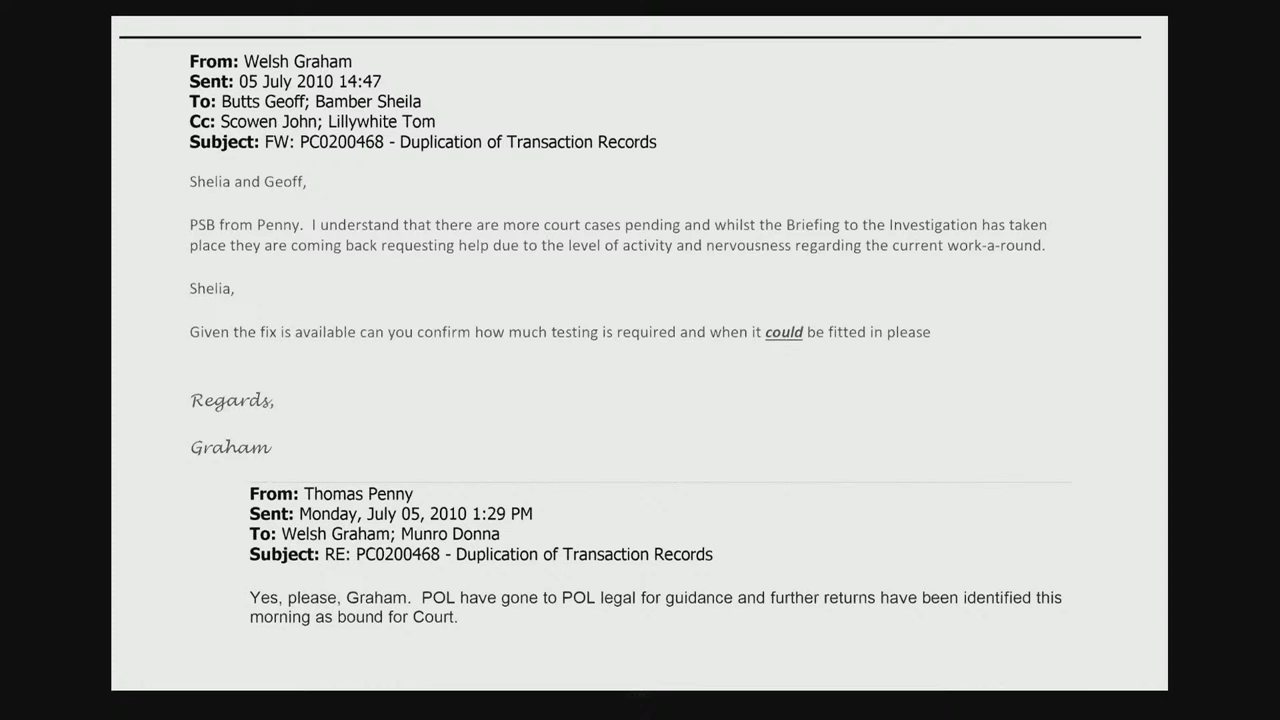 From: Welsh Graham
Sent: 05 July 2010 14:47
To: Butts Geoff; Bamber Sheila
Cc: Scowen John; Lillywhite Tom
Subject: FW: PC0200468 - Duplication of Transaction Records
Shelia and Geoff,
PSB from Penny.  I understand that there are more court cases pending and whilst the Briefing to the Investigation has taken
place they are coming back requesting help due to the level of activity and nervousness regarding the current work-a-round.
Shelia,
Given the fix is available can you confirm how much testing is required and when it could be fitted in please
Regards,
Graham
From: Thomas Penny
Sent: Monday, July 05, 2010 1:29 PM
To: Welsh Graham; Munro Donna
Subject: RE: PC0200468 - Duplication of Transaction Records
Yes, please, Graham.  POL have gone to POL legal for guidance and further returns have been identified this
morning as bound for Court.